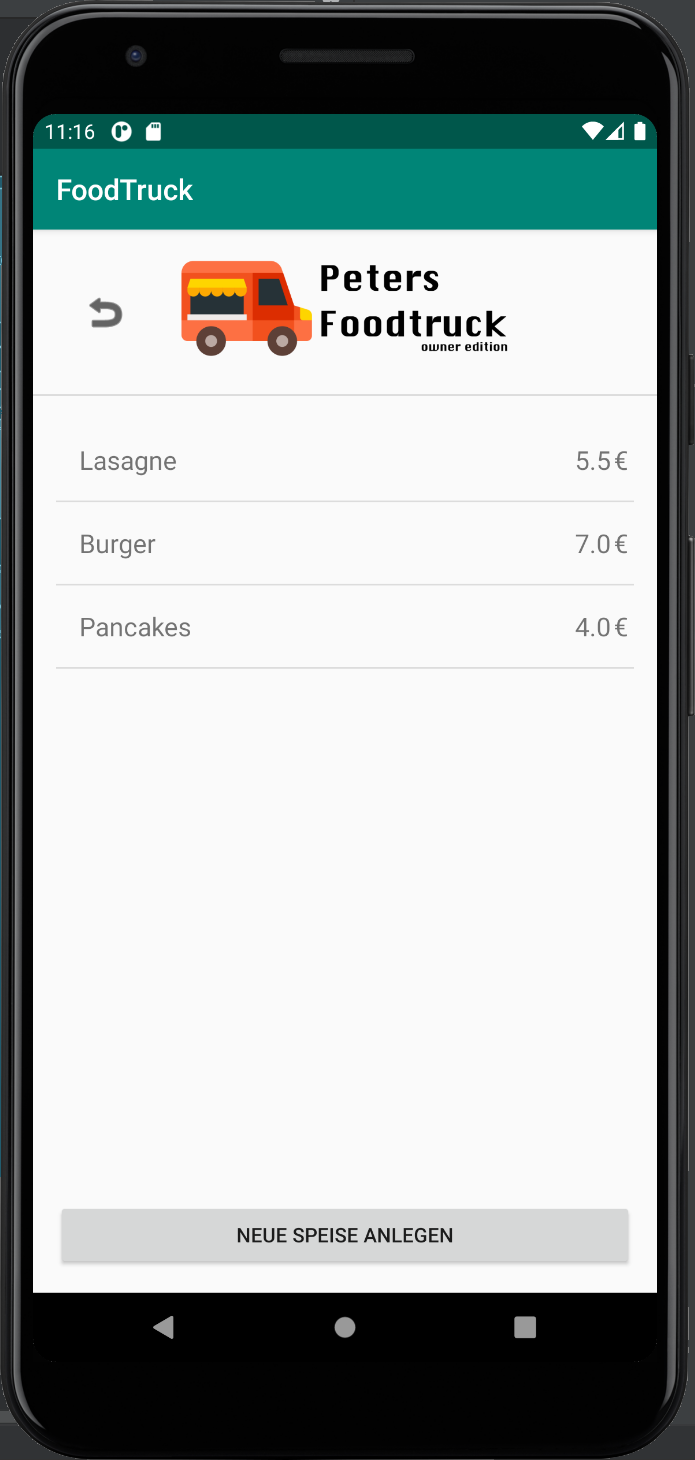 11:16
FoodTruck
Peters
Foodtruck
owner edition
Lasagne 5.5€
Burger 7.0€
Pancakes 4.0€
NEUE SPEISE ANLEGEN